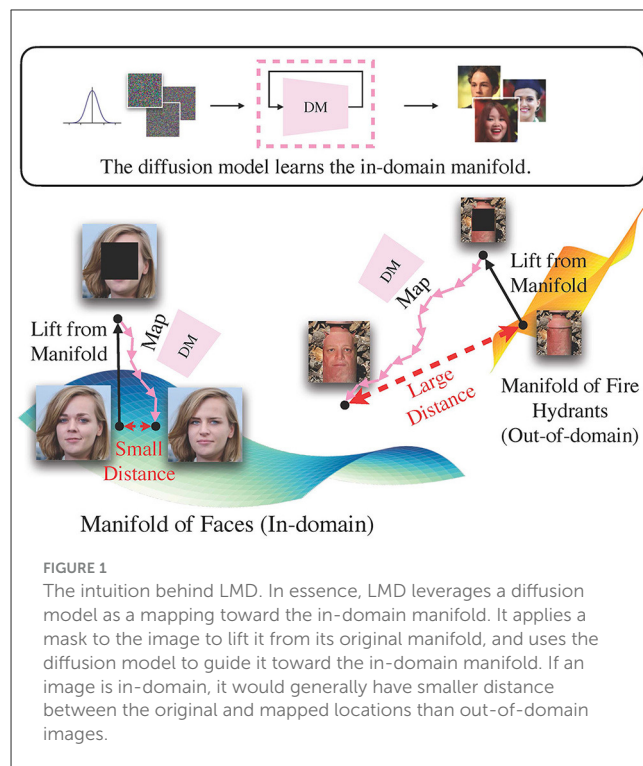 DM
The diffusion model learns the in-domain manifold.
Lift from
Manifold
Map
DM
Small
Distance
Manifold of Faces (In-domain)
DM
Map
Lift from
Manifold
Large
Distance
Manifold of Fire
Hydrants
(Out-of-domain)
FIGURE 1
The intuition behind LMD. In essence, LMD leverages a diffusion
model as a mapping toward the in-domain manifold. It applies a
mask to the image to lift it from its original manifold, and uses the
diffusion model to guide it toward the in-domain manifold. If an
image is in-domain, it would generally have smaller distance
between the original and mapped locations than out-of-domain
images.